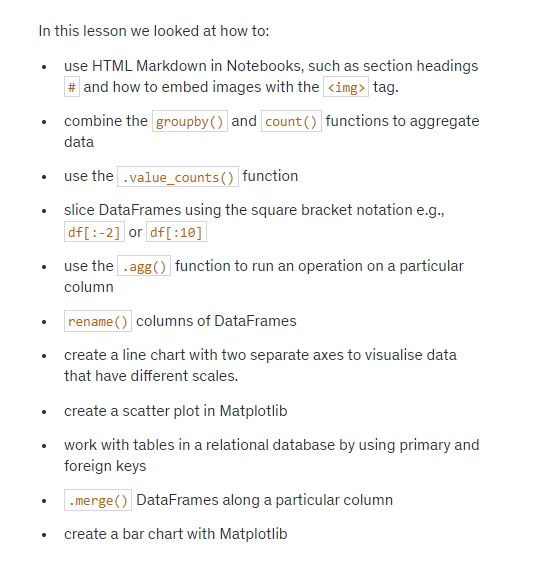 In this lesson we looked at how to:
• use HTML Markdown in Notebooks, such as section headings
# and how to embed images with the <img> tag.
• combine the groupby() and count() functions to aggregate
data
• use the .value_counts() function
• slice DataFrames using the square bracket notation e.g.,
df[:-2] or df[:10]
• use the .agg() function to run an operation on a particular
column
• rename() columns of DataFrames
• create a line chart with two separate axes to visualise data
that have different scales.
• create a scatter plot in Matplotlib
• work with tables in a relational database by using primary and
foreign keys
• .merge() DataFrames along a particular column
• create a bar chart with Matplotlib